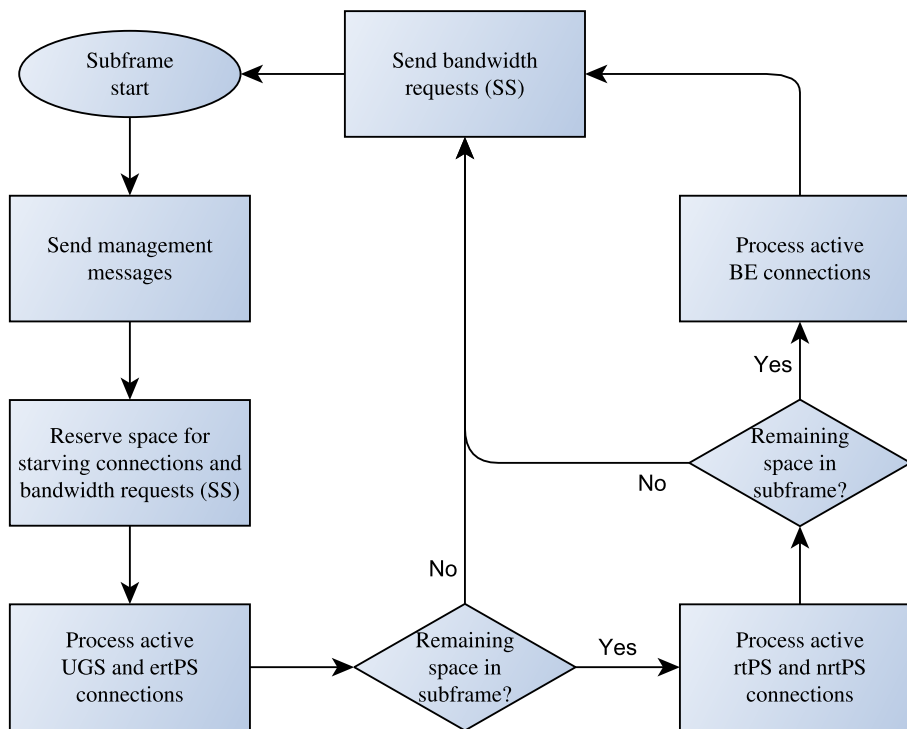 Subframe
start
Send bandwidth
requests (SS)
Send management
messages
Process active
BE connections
Yes
Reserve space for
starving connections and
bandwidth requests (SS)
Remaining
space in
subframe?
No
No
Process active
UGS and ertPS
connections
Remaining
space in
subframe?
Yes
Process active
rtPS and nrtPS
connections